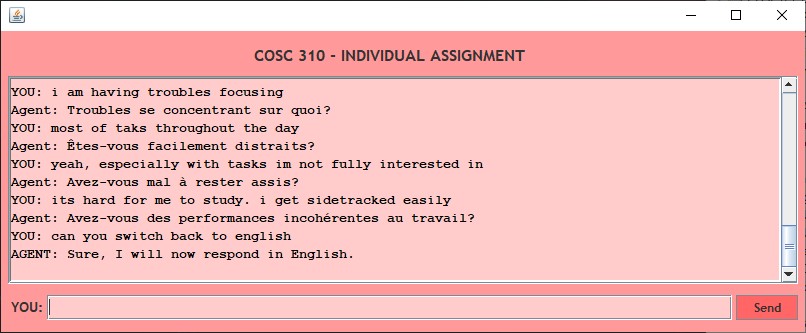 COSC 310 - INDIVIDUAL ASSIGNMENT
YOU: i am having troubles focusing
Agent: Troubles se concentrant sur quoi?
YOU: most of taks throughout the day
Agent: Êtes-vous facilement distraits?
YOU: yeah, especially with tasks im not fully interested in
Agent: Avez-vous mal à rester assis?
YOU: its hard for me to study. i get sidetracked easily
Agent: Avez-vous des performances incohérentes au travail?
YOU: can you switch back to english
AGENT: Sure, I will now respond in English.
YOU:
Send